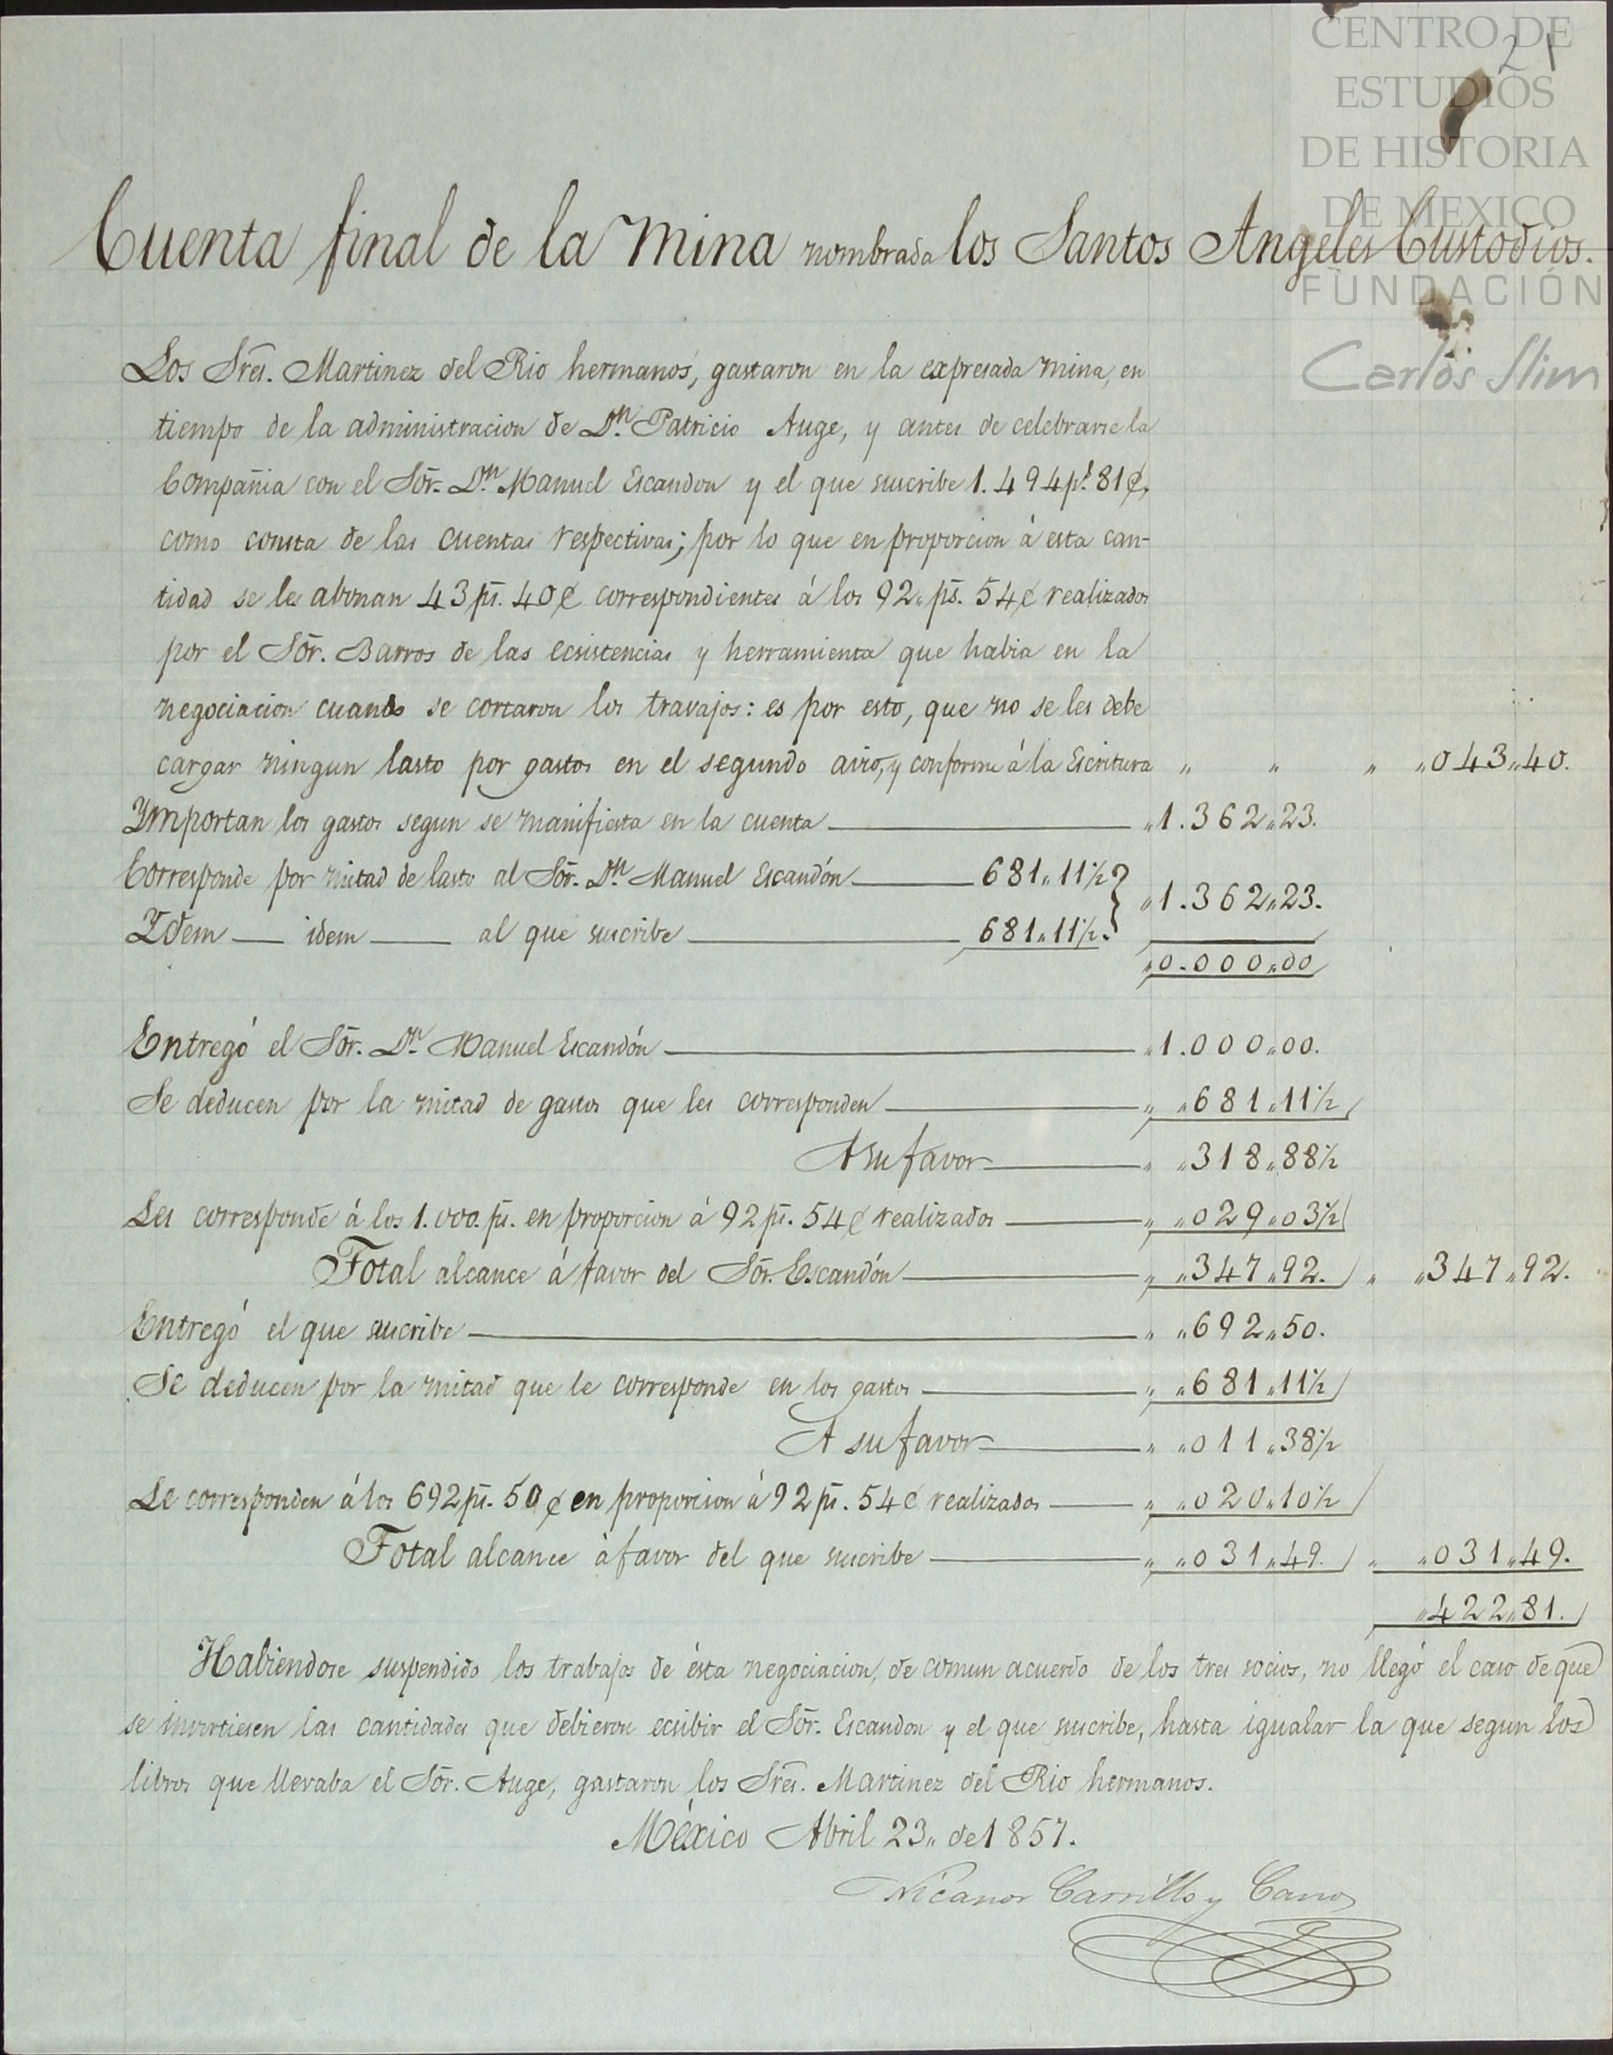 CENTRO DE
ESTUDIOS
DE HISTORIA
DE MEXICO
FUNDACIÓN
Carlos Slim
21
Cuenta final de la Mina nombrada los Santos Angeles Custodios.
Los Sres. Martinez del Rio hermanos, gastaron en la expresada mina, en
tiempo de la administracion de Dn. Patricio Auge, y antes de celebrarse la
Compañia con el Sōr. Dn. Manuel Escandon y el que suscribe 1.494 ps. 81 ¢,
como consta de las cuentas respectivas; por lo que en proporcion á esta can-
tidad se les abonan 43 ps. 40 ¢ correspondientes á los 92„ ps. 54 ¢ realizados
por el Sōr. Barros de las ecsistencias y herramienta que habia en la
negociacion cuando se cortaron los travajos: es por esto, que no se les debe
cargar ningun lasto por gastos en el segundo avio, y conforme á la Escritura „ „ „ „043„40.
Ymportan los gastos segun se manifiesta en la cuenta „1.362„23.
Corresponde por mitad de lasto al Sōr. Dn. Manuel Escandón 681„11½ } „1.362„23.
Ydem idem al que suscribe 681„11½.
„0.000„00
Entregó el Sōr. Dn. Manuel Escandón „1.000„00.
Se deducen por la mitad de gastos que les corresponden „ „681„11½
A su favor „ „318„88½
Les corresponde á los 1.000 ps. en proporcion á 92 ps. 54 ¢ realizados „ „029„03½
Total alcance á favor del Sōr. Escandón „ „347„92. „ „347„92.
Entregó el que suscribe „ „692„50.
Se deducen por la mitad que le corresponde en los gastos „ „681„11½
A su favor „ „011„38½
Le corresponden á los 692 ps. 50 ¢ en proporcion á 92 ps. 54 ¢ realizados „ „020„10½
Total alcance á favor del que suscribe „ „031„49. „ „031„49.
„422„81.
Habiendose suspendido los trabajos de ésta negociacion, de comun acuerdo de los tres socios, no llegó el caso de que
se invirtiesen las cantidades que debieron ecsibir el Sōr. Escandon y el que suscribe, hasta igualar la que segun los
libros que llevaba el Sōr. Auge, gastaron los Sres. Martinez del Rio hermanos.
México Abril 23„ de 1857.
Nicanor Carrillo y Cano